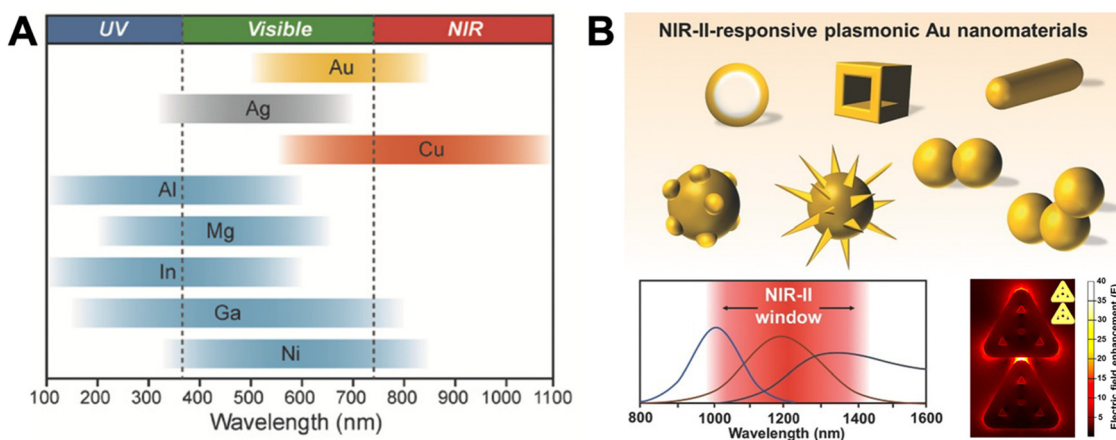 A
UV Visible NIR
Au
Ag
Cu
Al
Mg
In
Ga
Ni
100 200 300 400 500 600 700 800 900 1000 1100
Wavelength (nm)
B
NIR-II-responsive plasmonic Au nanomaterials
NIR-II
window
800 1000 1200 1400 1600
Wavelength (nm)
40
35
30
25
20
15
10
5
0
Electric field enhancement (E)